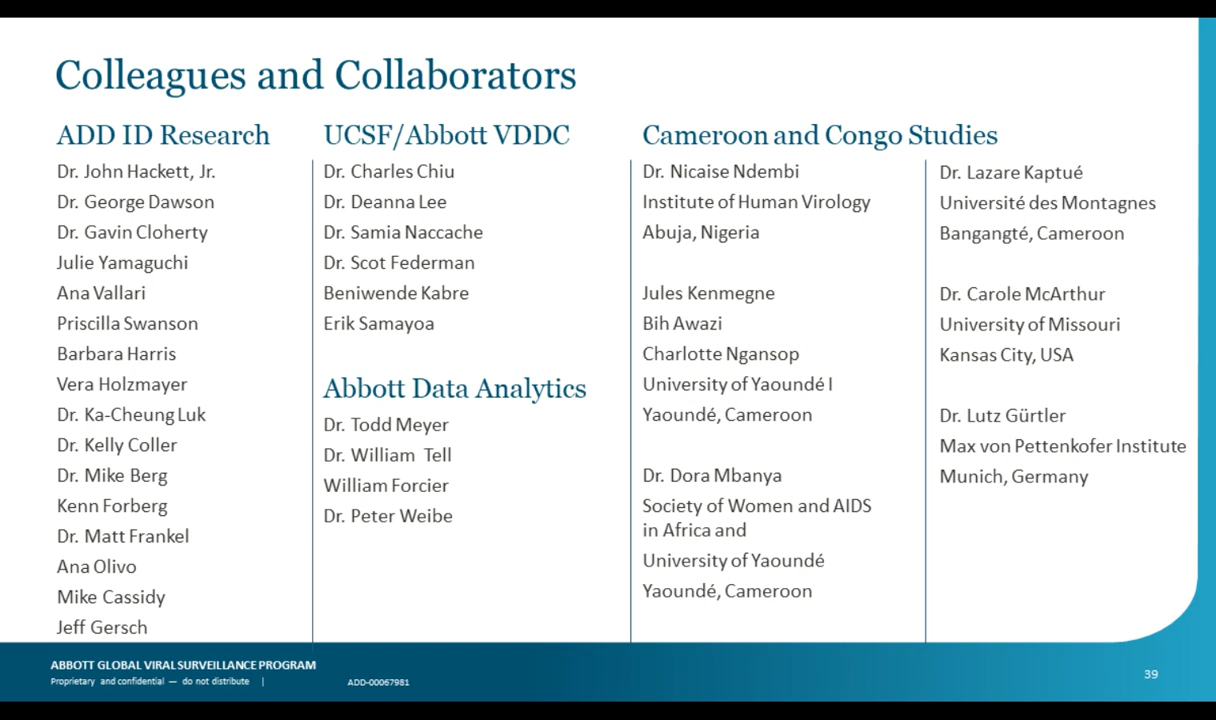 Colleagues and Collaborators
ADD ID Research
Dr. John Hackett, Jr.
Dr. George Dawson
Dr. Gavin Cloherty
Julie Yamaguchi
Ana Vallari
Priscilla Swanson
Barbara Harris
Vera Holzmayer
Dr. Ka-Cheung Luk
Dr. Kelly Coller
Dr. Mike Berg
Kenn Forberg
Dr. Matt Frankel
Ana Olivo
Mike Cassidy
Jeff Gersch
UCSF/Abbott VDDC
Dr. Charles Chiu
Dr. Deanna Lee
Dr. Samia Naccache
Dr. Scot Federman
Beniwende Kabre
Erik Samayoa
Abbott Data Analytics
Dr. Todd Meyer
Dr. William Tell
William Forcier
Dr. Peter Weibe
Cameroon and Congo Studies
Dr. Nicaise Ndembi
Institute of Human Virology
Abuja, Nigeria
Jules Kenmegne
Bih Awazi
Charlotte Ngansop
University of Yaoundé I
Yaoundé, Cameroon
Dr. Dora Mbanya
Society of Women and AIDS
in Africa and
University of Yaoundé
Yaoundé, Cameroon
Dr. Lazare Kaptué
Université des Montagnes
Bangangté, Cameroon
Dr. Carole McArthur
University of Missouri
Kansas City, USA
Dr. Lutz Gürtler
Max von Pettenkofer Institute
Munich, Germany
ABBOTT GLOBAL VIRAL SURVEILLANCE PROGRAM
Proprietary and confidential — do not distribute |
ADD-00067981
39